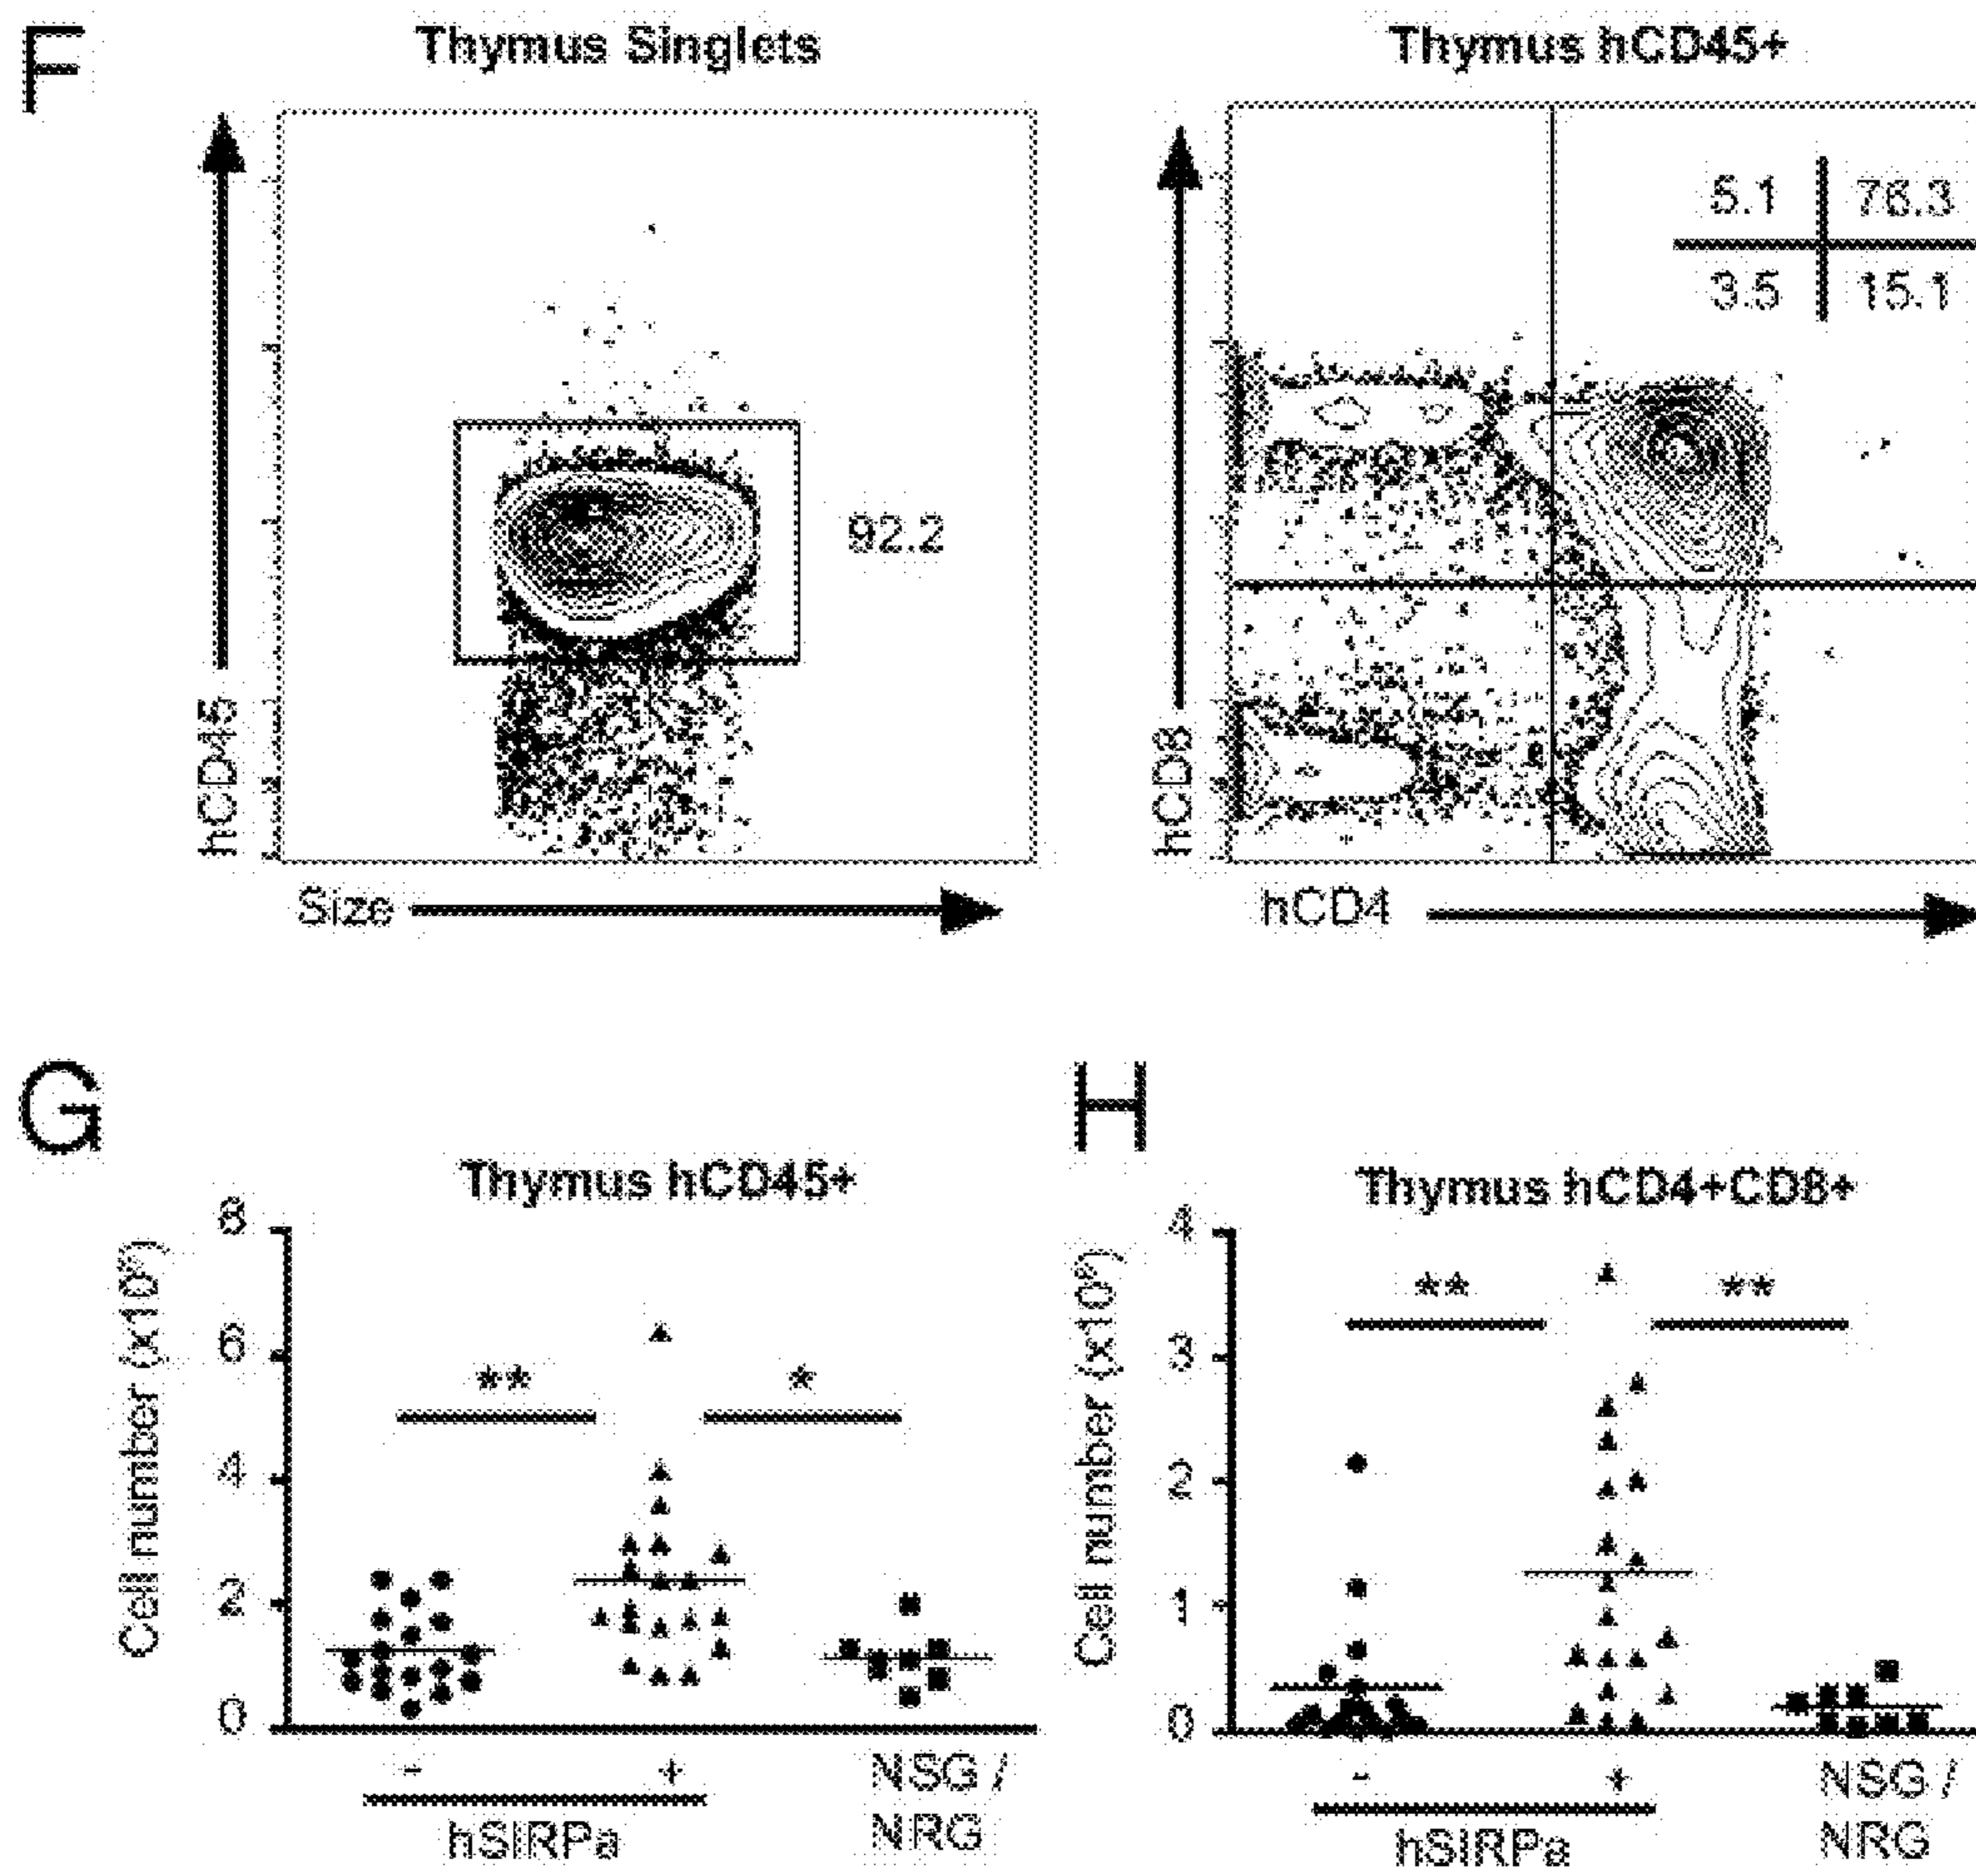 F
Thymus Singlets
hCD45
92.2
Size
Thymus hCD45+
5.1 76.3
3.5 15.1
hCD8
hCD4
G
Thymus hCD45+
Cell number
8
6
4
2
0
** *
- +
hSIRPa
NSG /
NRG
H
Thymus hCD4+CD8+
Cell number
4
3
2
1
0
** **
- +
hSIRPa
NSG /
NRG